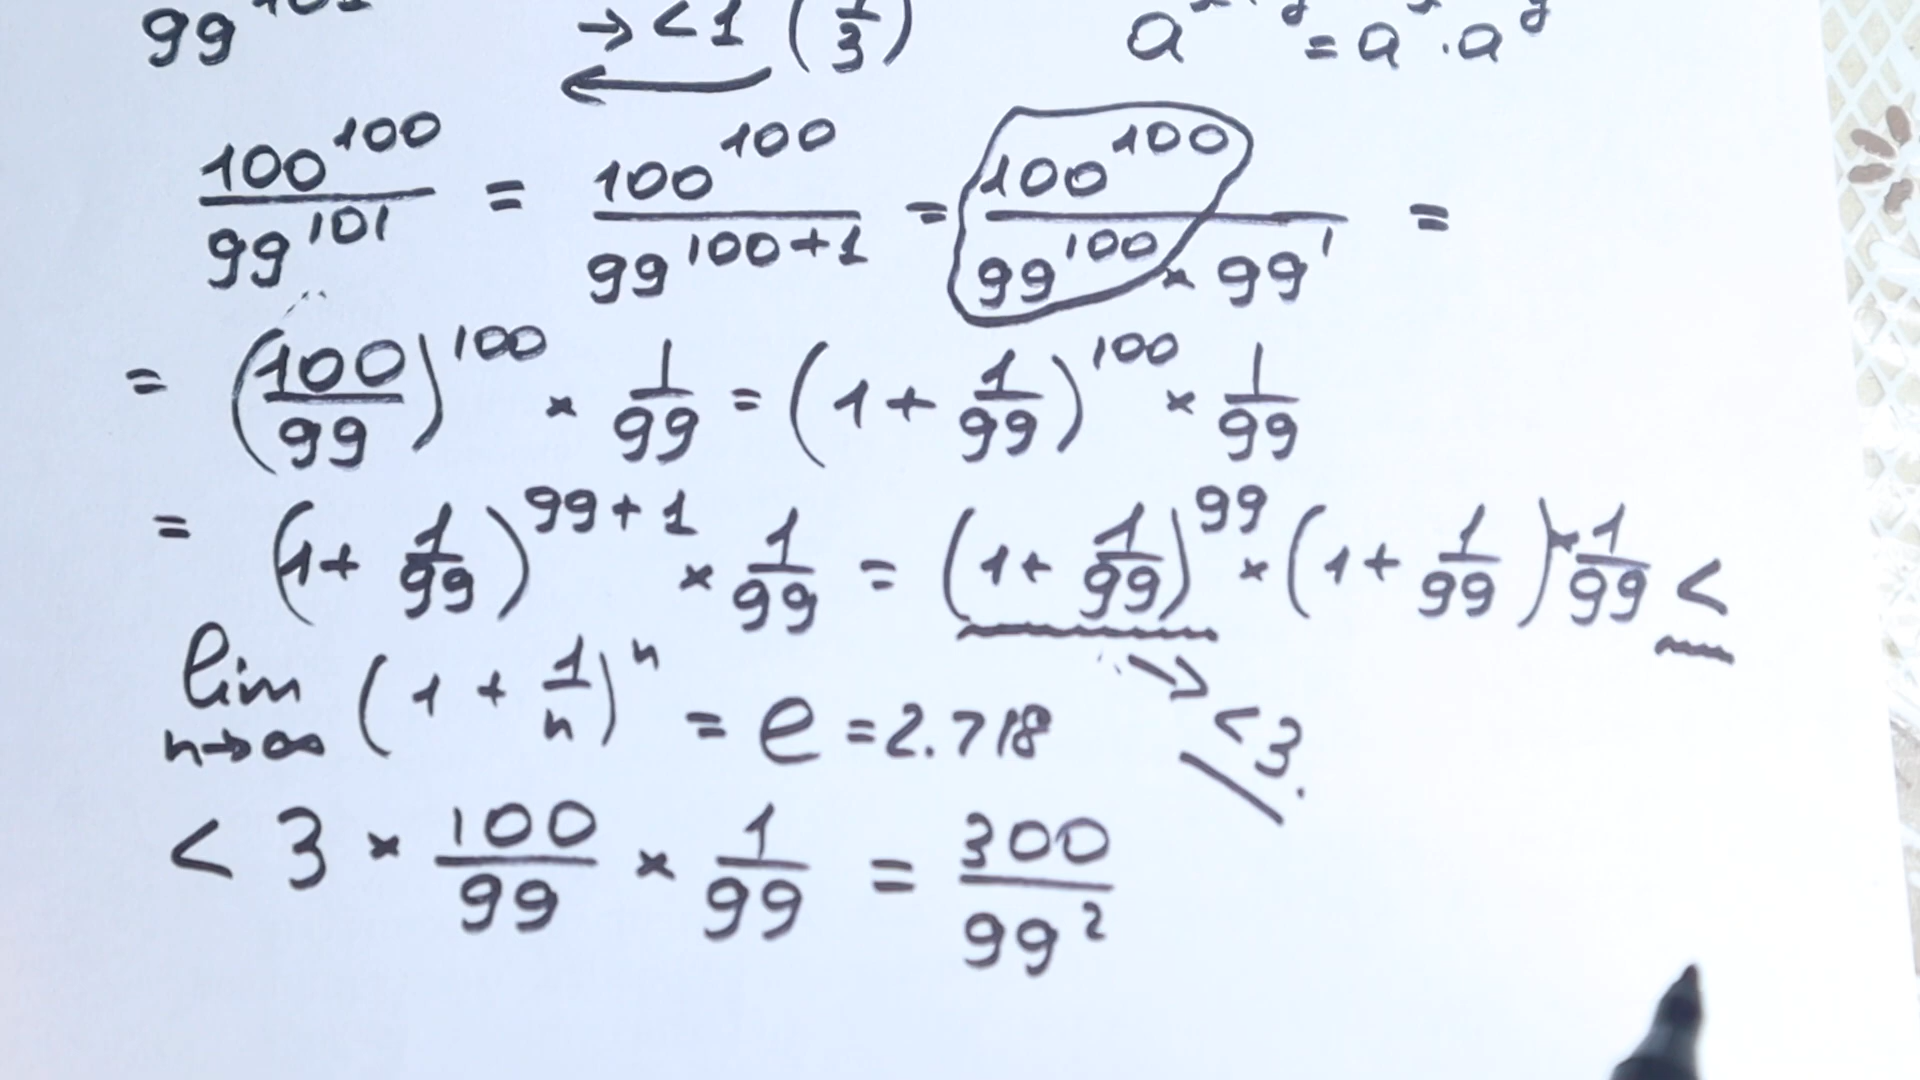 99^101 → < 1 (1/3) a^x+y = a^x · a^y
100^100 / 99^101 = 100^100 / 99^100+1 = 100^100 / 99^100 × 99^1 =
= (100/99)^100 × 1/99 = (1 + 1/99)^100 × 1/99
= (1 + 1/99)^99+1 × 1/99 = (1 + 1/99)^99 × (1 + 1/99) × 1/99 <
lim n→∞ (1 + 1/n)^n = e = 2.718 → < 3.
< 3 × 100/99 × 1/99 = 300/99^2